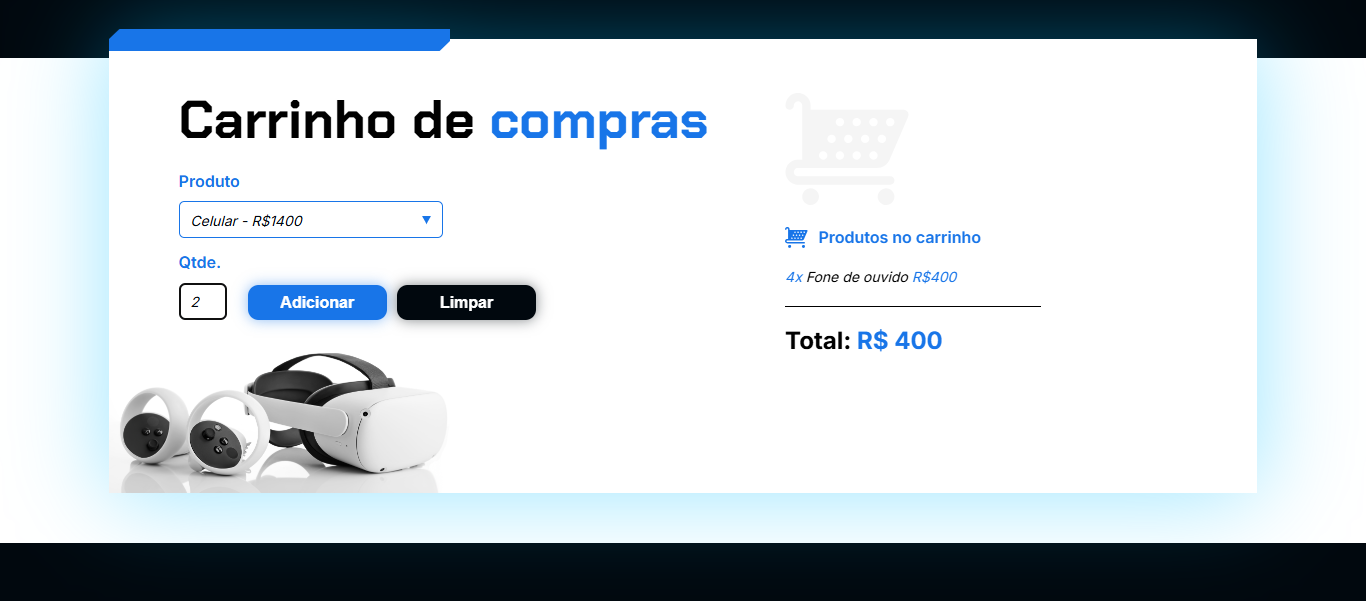 Carrinho de compras
Produto
Celular - R$1400
Qtde.
2
Adicionar
Limpar
Produtos no carrinho
4x Fone de ouvido R$400
Total: R$ 400